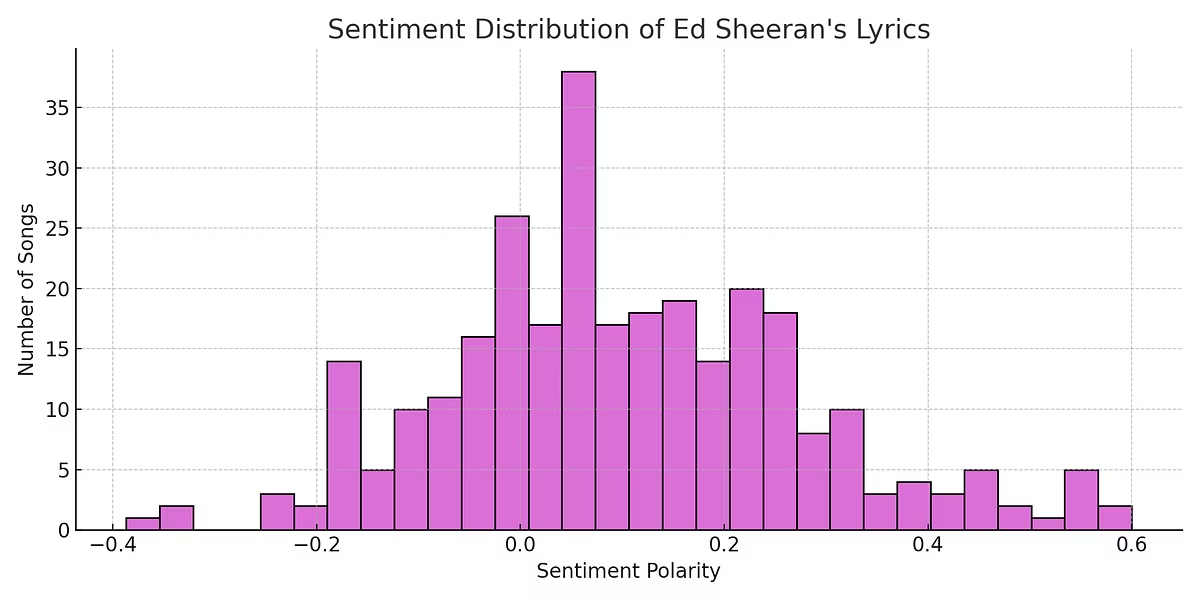 Sentiment Distribution of Ed Sheeran's Lyrics
Number of Songs
35
30
25
20
15
10
5
0
−0.4 −0.2 0.0 0.2 0.4 0.6
Sentiment Polarity